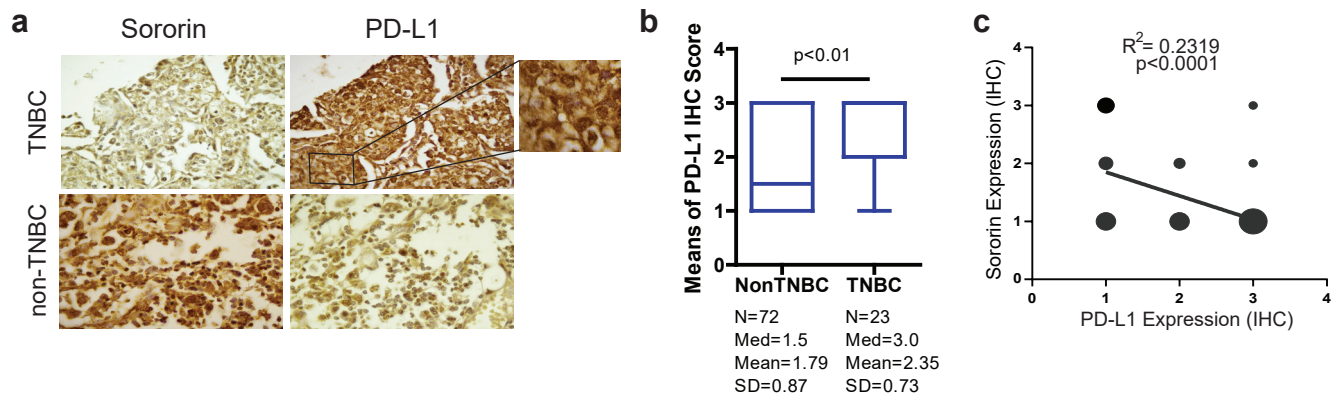 a
Sororin
PD-L1
TNBC
non-TNBC
b
Means of PD-L1 IHC Score
4
3
2
1
0
p<0.01
NonTNBC
TNBC
N=72
Med=1.5
Mean=1.79
SD=0.87
N=23
Med=3.0
Mean=2.35
SD=0.73
c
R²= 0.2319
p<0.0001
Sororin Expression (IHC)
4
3
2
1
0
0
1
2
3
4
PD-L1 Expression (IHC)